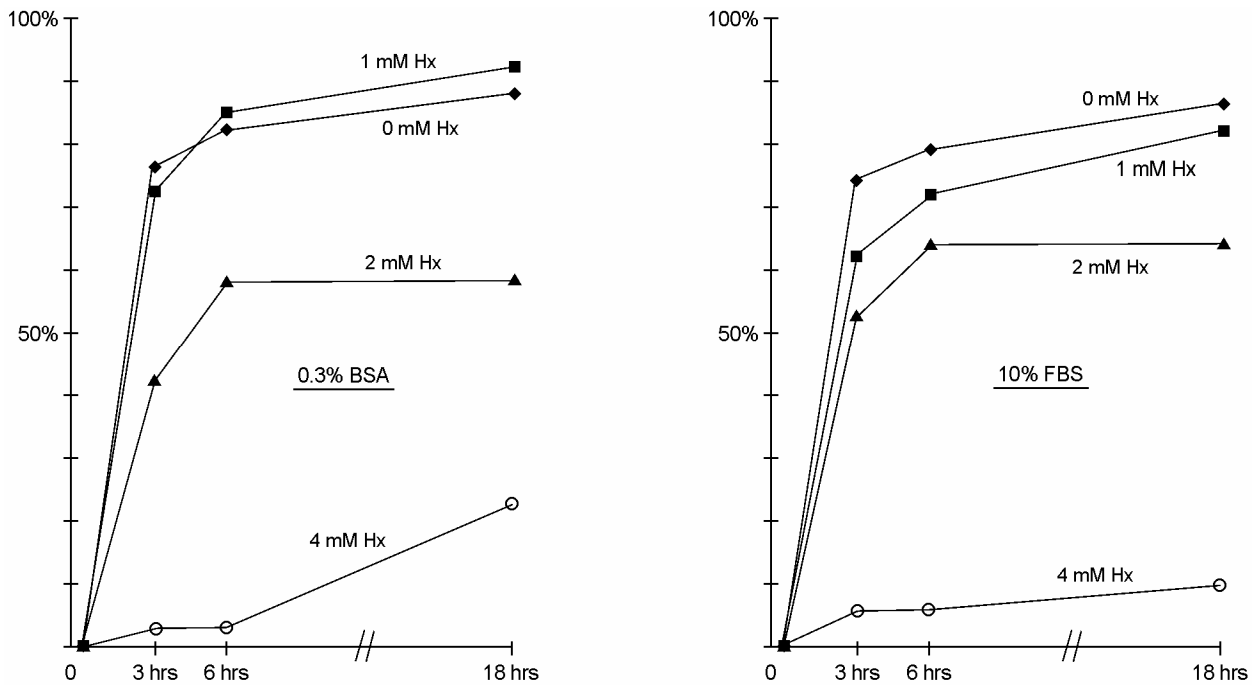 100%
1 mM Hx
0 mM Hx
2 mM Hx
50%
0.3% BSA
4 mM Hx
0 3 hrs 6 hrs // 18 hrs
100%
0 mM Hx
1 mM Hx
2 mM Hx
50%
10% FBS
4 mM Hx
0 3 hrs 6 hrs // 18 hrs